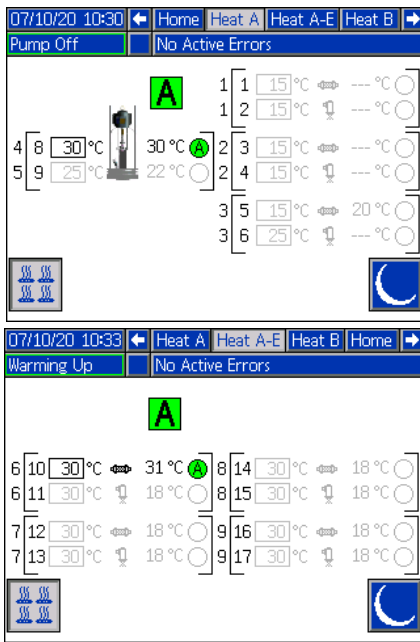 07/10/20 10:30 Home Heat A Heat A-E Heat B
Pump Off No Active Errors
A
1 1 15 °C --- °C
1 2 15 °C --- °C
4 8 30 °C 30 °C A 2 3 15 °C --- °C
5 9 25 °C 22 °C 2 4 15 °C --- °C
3 5 15 °C 20 °C
3 6 25 °C --- °C
07/10/20 10:33 Heat A Heat A-E Heat B Home
Warming Up No Active Errors
A
6 10 30 °C 31 °C A 8 14 30 °C 18 °C
6 11 30 °C 18 °C 8 15 30 °C 18 °C
7 12 30 °C 18 °C 9 16 30 °C 18 °C
7 13 30 °C 18 °C 9 17 30 °C 18 °C